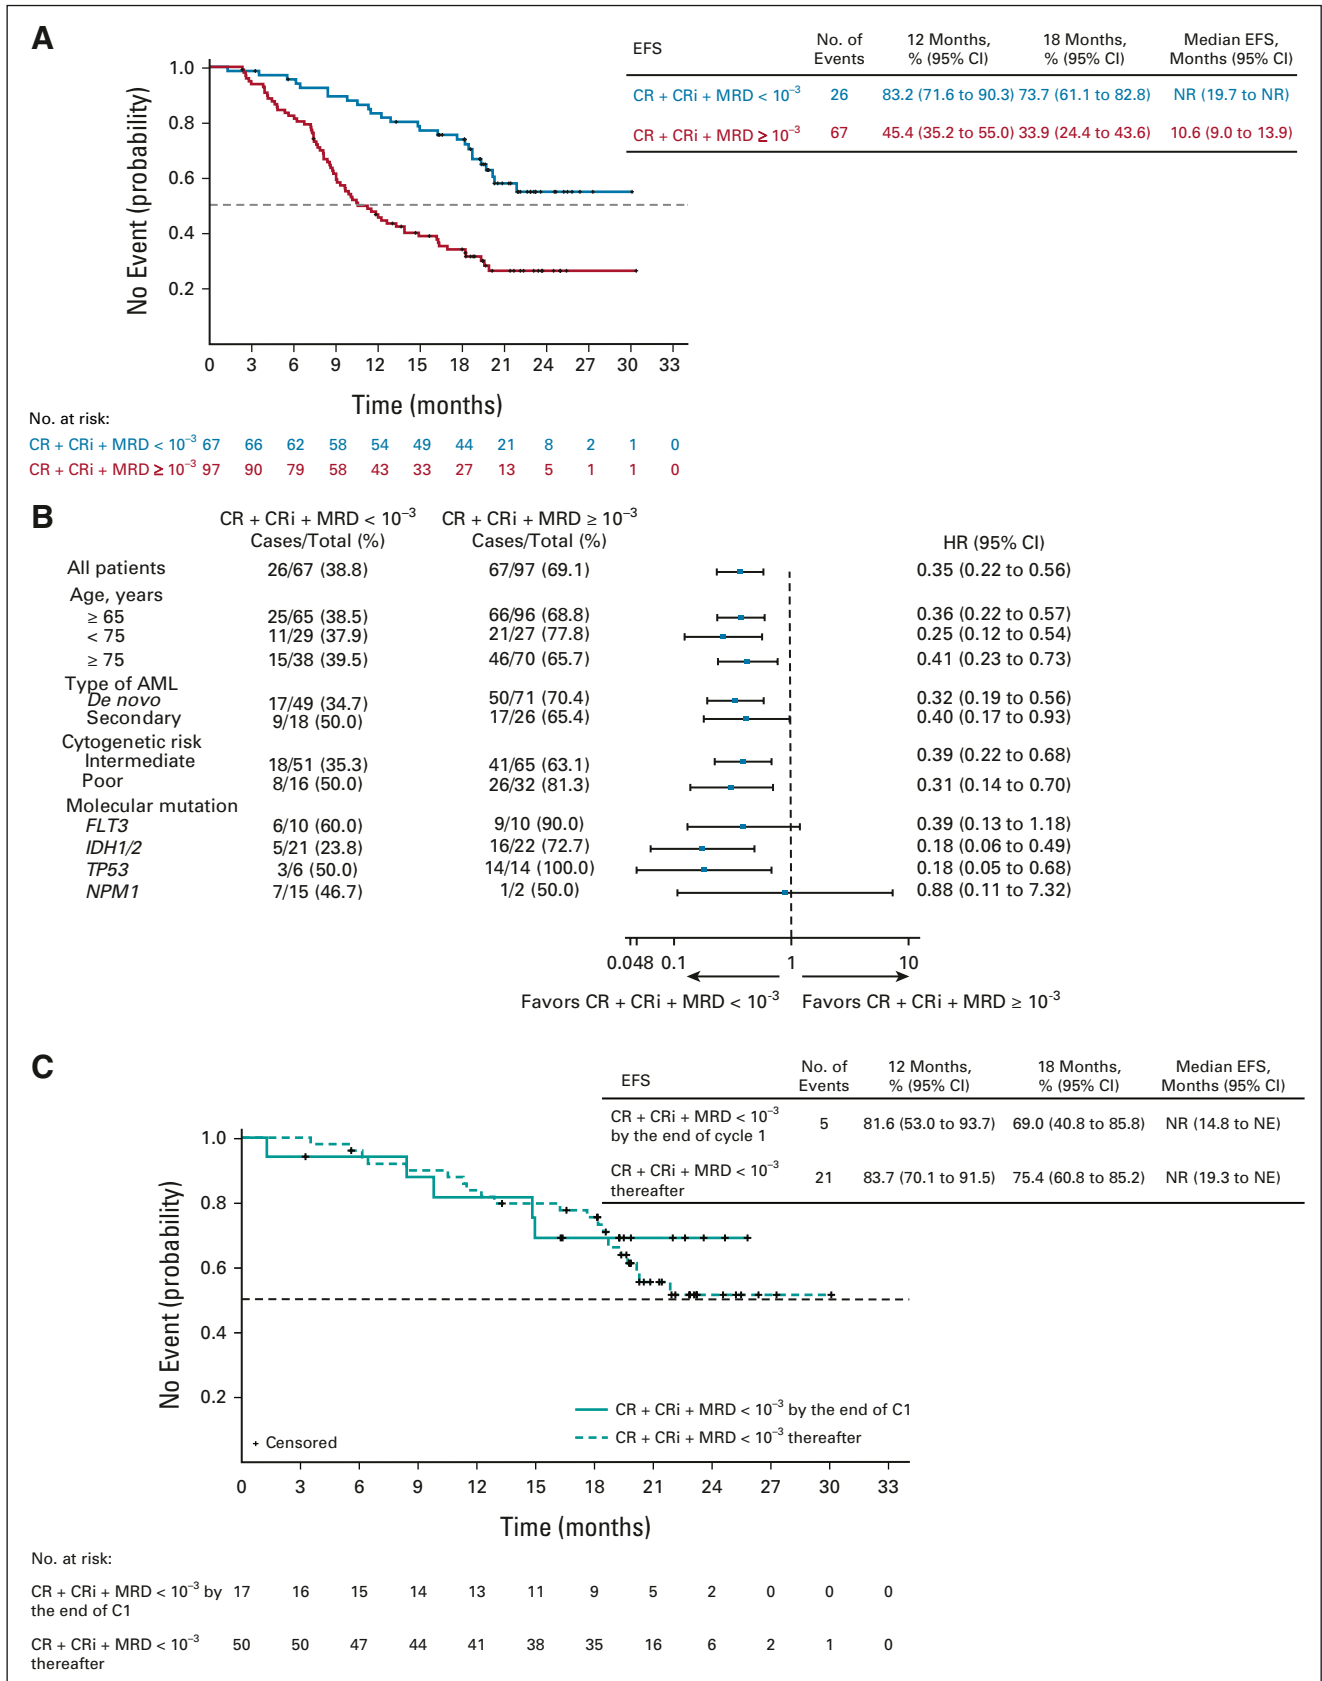 A
EFS No. of Events 12 Months, % (95% CI) 18 Months, % (95% CI) Median EFS, Months (95% CI)
CR + CRi + MRD < 10⁻³ 26 83.2 (71.6 to 90.3) 73.7 (61.1 to 82.8) NR (19.7 to NR)
CR + CRi + MRD ≥ 10⁻³ 67 45.4 (35.2 to 55.0) 33.9 (24.4 to 43.6) 10.6 (9.0 to 13.9)
No Event (probability)
1.0
0.8
0.6
0.4
0.2
0 3 6 9 12 15 18 21 24 27 30 33
Time (months)
No. at risk:
CR + CRi + MRD < 10⁻³ 67 66 62 58 54 49 44 21 8 2 1 0
CR + CRi + MRD ≥ 10⁻³ 97 90 79 58 43 33 27 13 5 1 1 0
B
CR + CRi + MRD < 10⁻³ CR + CRi + MRD ≥ 10⁻³
Cases/Total (%) Cases/Total (%) HR (95% CI)
All patients 26/67 (38.8) 67/97 (69.1) 0.35 (0.22 to 0.56)
Age, years
≥ 65 25/65 (38.5) 66/96 (68.8) 0.36 (0.22 to 0.57)
< 75 11/29 (37.9) 21/27 (77.8) 0.25 (0.12 to 0.54)
≥ 75 15/38 (39.5) 46/70 (65.7) 0.41 (0.23 to 0.73)
Type of AML
De novo 17/49 (34.7) 50/71 (70.4) 0.32 (0.19 to 0.56)
Secondary 9/18 (50.0) 17/26 (65.4) 0.40 (0.17 to 0.93)
Cytogenetic risk
Intermediate 18/51 (35.3) 41/65 (63.1) 0.39 (0.22 to 0.68)
Poor 8/16 (50.0) 26/32 (81.3) 0.31 (0.14 to 0.70)
Molecular mutation
FLT3 6/10 (60.0) 9/10 (90.0) 0.39 (0.13 to 1.18)
IDH1/2 5/21 (23.8) 16/22 (72.7) 0.18 (0.06 to 0.49)
TP53 3/6 (50.0) 14/14 (100.0) 0.18 (0.05 to 0.68)
NPM1 7/15 (46.7) 1/2 (50.0) 0.88 (0.11 to 7.32)
0.048 0.1 1 10
Favors CR + CRi + MRD < 10⁻³ Favors CR + CRi + MRD ≥ 10⁻³
C
EFS No. of Events 12 Months, % (95% CI) 18 Months, % (95% CI) Median EFS, Months (95% CI)
CR + CRi + MRD < 10⁻³
by the end of cycle 1 5 81.6 (53.0 to 93.7) 69.0 (40.8 to 85.8) NR (14.8 to NE)
CR + CRi + MRD < 10⁻³
thereafter 21 83.7 (70.1 to 91.5) 75.4 (60.8 to 85.2) NR (19.3 to NE)
No Event (probability)
1.0
0.8
0.6
0.4
0.2
CR + CRi + MRD < 10⁻³ by the end of C1
CR + CRi + MRD < 10⁻³ thereafter
+ Censored
0 3 6 9 12 15 18 21 24 27 30 33
Time (months)
No. at risk:
CR + CRi + MRD < 10⁻³ by 17 16 15 14 13 11 9 5 2 0 0 0
the end of C1
CR + CRi + MRD < 10⁻³ 50 50 47 44 41 38 35 16 6 2 1 0
thereafter